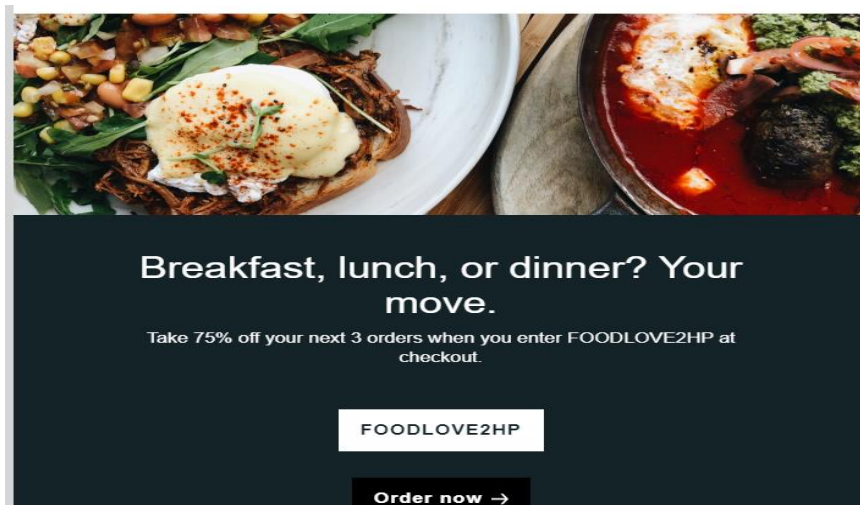 Breakfast, lunch, or dinner? Your
move.
Take 75% off your next 3 orders when you enter FOODLOVE2HP at
checkout.
FOODLOVE2HP
Order now →